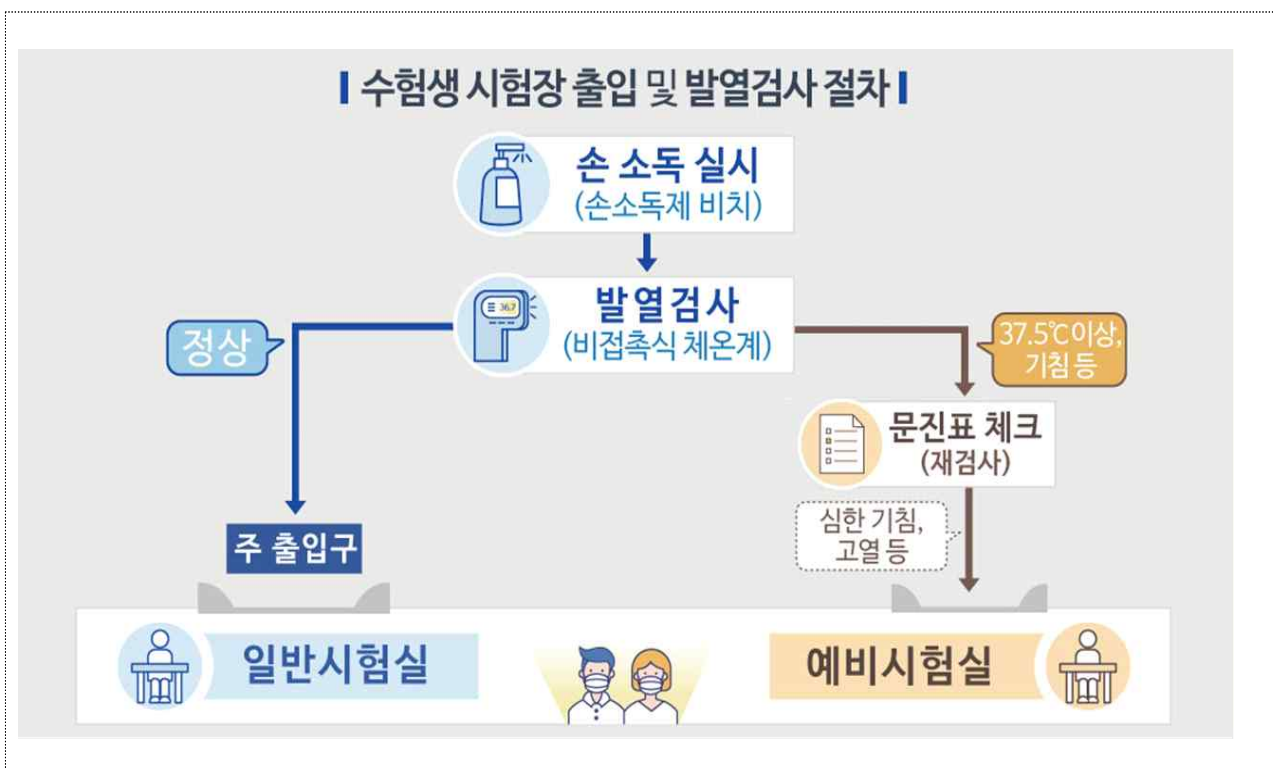 수험생 시험장 출입 및 발열검사 절차
손 소독 실시
(손소독제 비치)
36.7
발열검사
(비접촉식 체온계)
정상
37.5℃이상,
기침 등
문진표 체크
(재검사)
심한 기침,
고열 등
주 출입구
일반시험실
예비시험실